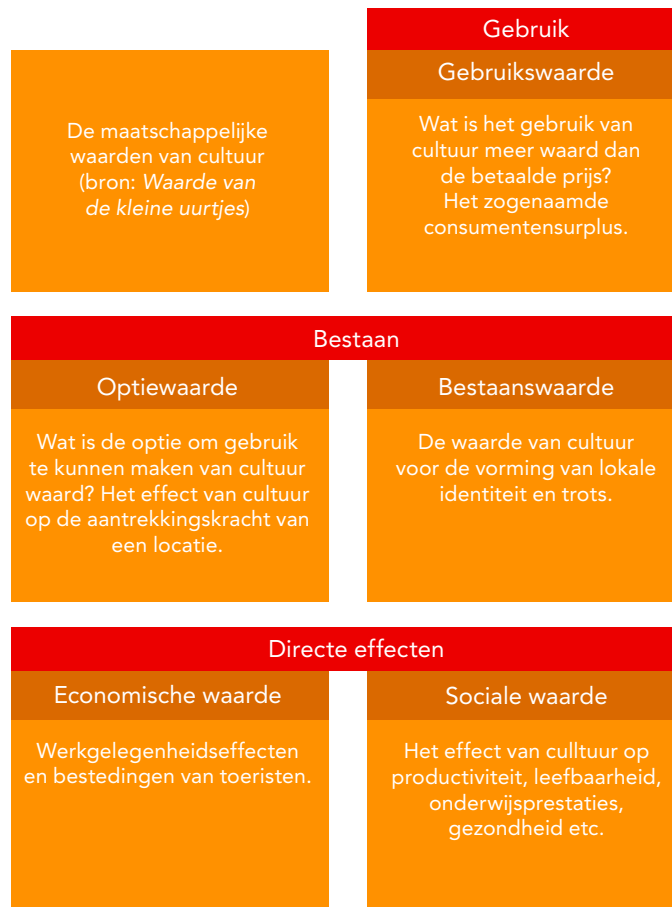 De maatschappelijke
waarden van cultuur
(bron: Waarde van
de kleine uurtjes)
Gebruik
Gebruikswaarde
Wat is het gebruik van
cultuur meer waard dan
de betaalde prijs?
Het zogenaamde
consumentensurplus.
Bestaan
Optiewaarde
Wat is de optie om gebruik
te kunnen maken van cultuur
waard? Het effect van cultuur
op de aantrekkingskracht van
een locatie.
Bestaanswaarde
De waarde van cultuur
voor de vorming van lokale
identiteit en trots.
Directe effecten
Economische waarde
Werkgelegenheidseffecten
en bestedingen van toeristen.
Sociale waarde
Het effect van culltuur op
productiviteit, leefbaarheid,
onderwijsprestaties,
gezondheid etc.